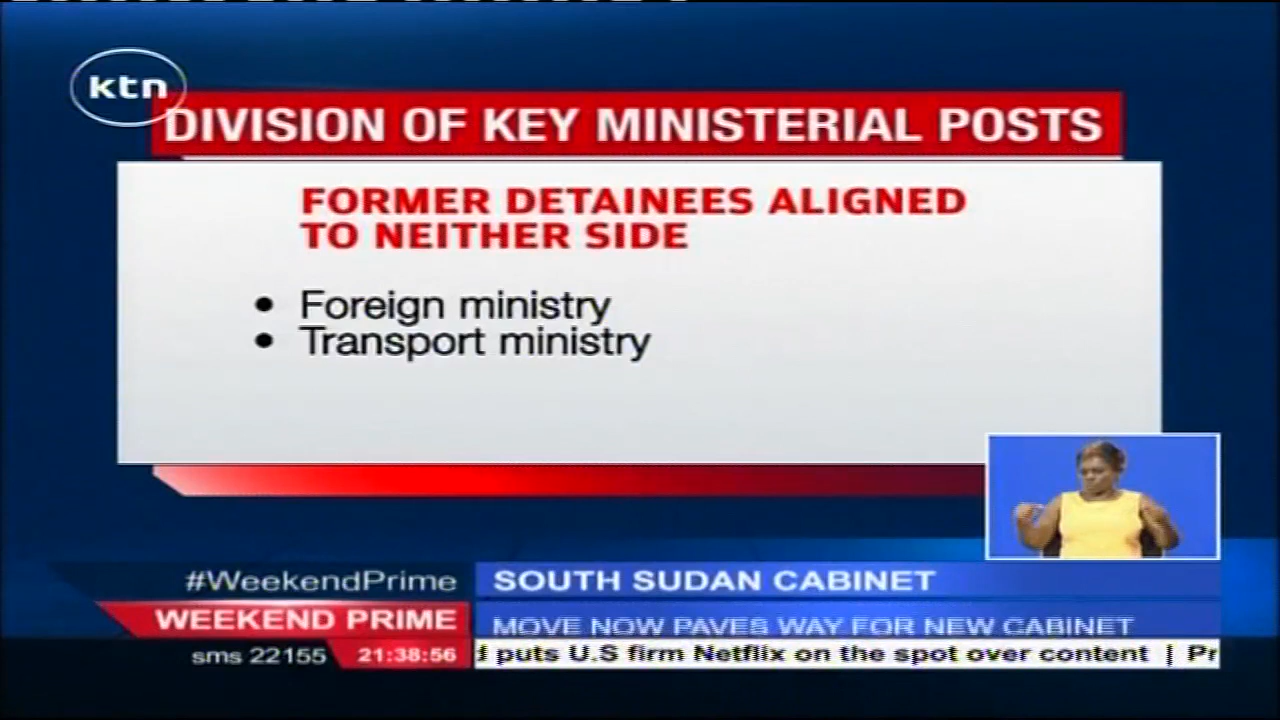 ktn
DIVISION OF KEY MINISTERIAL POSTS
FORMER DETAINEES ALIGNED
TO NEITHER SIDE
• Foreign ministry
• Transport ministry
#WeekendPrime
SOUTH SUDAN CABINET
WEEKEND PRIME
MOVE NOW PAVES WAY FOR NEW CABINET
sms 22155
21:38:56
puts U.S firm Netflix on the spot over content | Pr